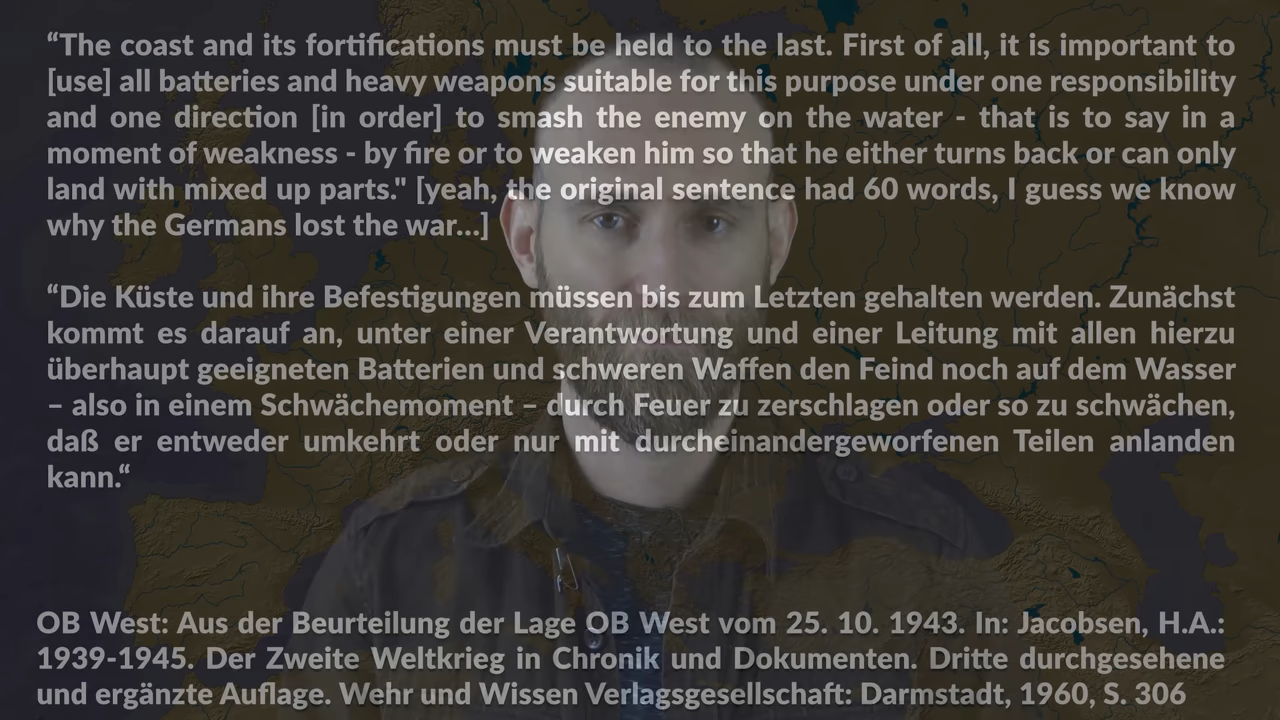 “The coast and its fortifications must be held to the last. First of all, it is important to
[use] all batteries and heavy weapons suitable for this purpose under one responsibility
and one direction [in order] to smash the enemy on the water - that is to say in a
moment of weakness - by fire or to weaken him so that he either turns back or can only
land with mixed up parts." [yeah, the original sentence had 60 words, I guess we know
why the Germans lost the war...]
“Die Küste und ihre Befestigungen müssen bis zum Letzten gehalten werden. Zunächst
kommt es darauf an, unter einer Verantwortung und einer Leitung mit allen hierzu
überhaupt geeigneten Batterien und schweren Waffen den Feind noch auf dem Wasser
– also in einem Schwächemoment – durch Feuer zu zerschlagen oder so zu schwächen,
daß er entweder umkehrt oder nur mit durcheinandergeworfenen Teilen anlanden
kann.“
OB West: Aus der Beurteilung der Lage OB West vom 25. 10. 1943. In: Jacobsen, H.A.:
1939-1945. Der Zweite Weltkrieg in Chronik und Dokumenten. Dritte durchgesehene
und ergänzte Auflage. Wehr und Wissen Verlagsgesellschaft: Darmstadt, 1960, S. 306